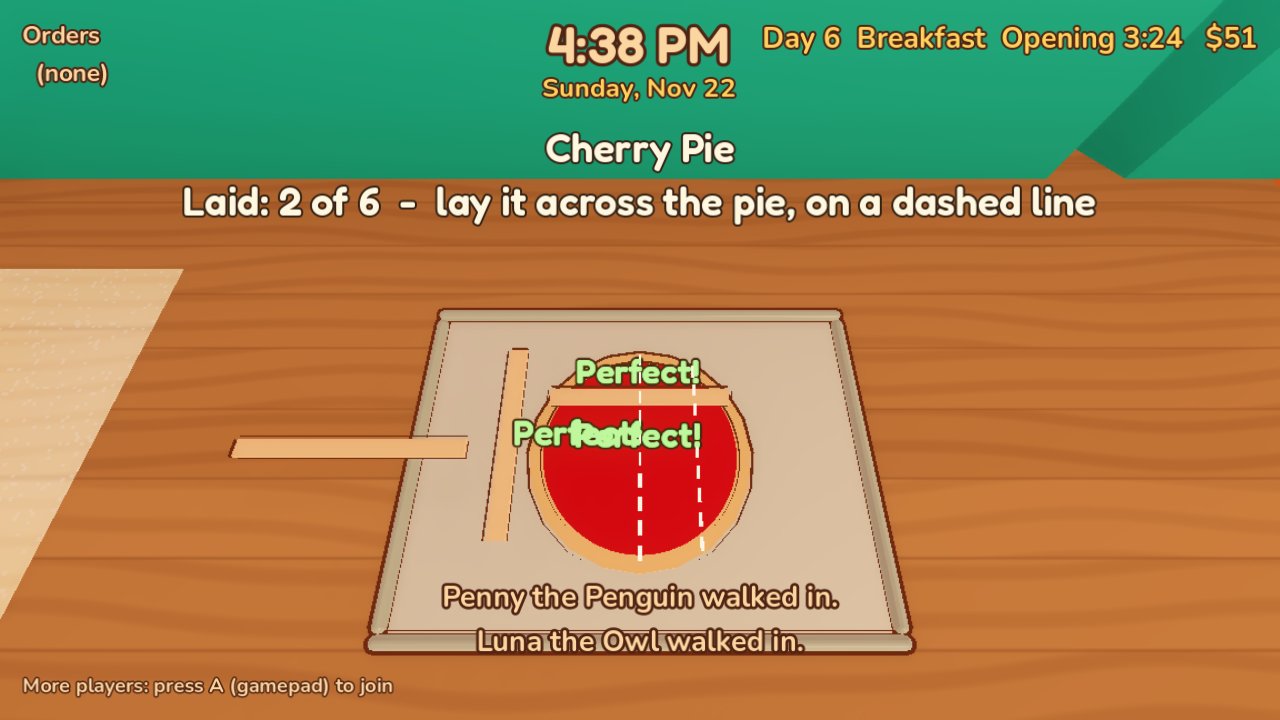 Orders
(none)
4:38 PM
Sunday, Nov 22
Day 6 Breakfast Opening 3:24 $51
Cherry Pie
Laid: 2 of 6 - lay it across the pie, on a dashed line
Perfect!
Perfect!
Perfect!
Penny the Penguin walked in.
Luna the Owl walked in.
More players: press A (gamepad) to join